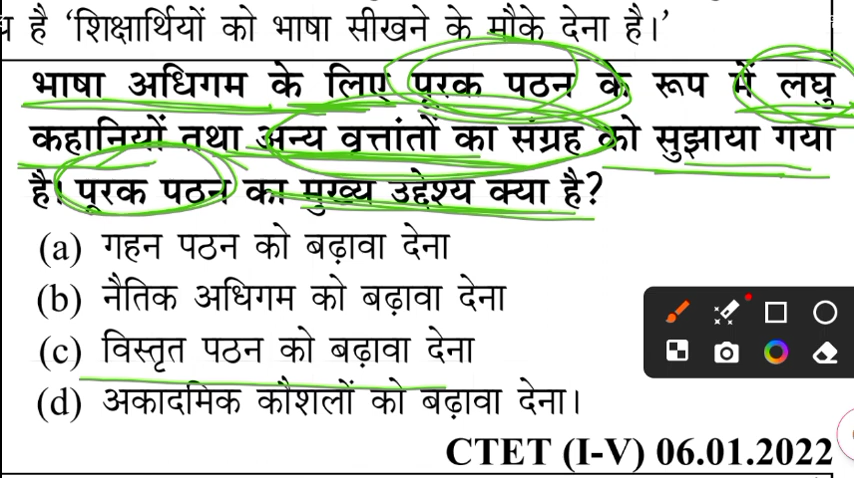 है 'शिक्षार्थियों को भाषा सीखने के मौके देना है।'
भाषा अधिगम के लिए पूरक पठन के रूप में लघु
कहानियों तथा अन्य वृत्तांतों का संग्रह को सुझाया गया
है। पूरक पठन का मुख्य उद्देश्य क्या है?
(a) गहन पठन को बढ़ावा देना
(b) नैतिक अधिगम को बढ़ावा देना
(c) विस्तृत पठन को बढ़ावा देना
(d) अकादमिक कौशलों को बढ़ावा देना।
CTET (I-V) 06.01.2022